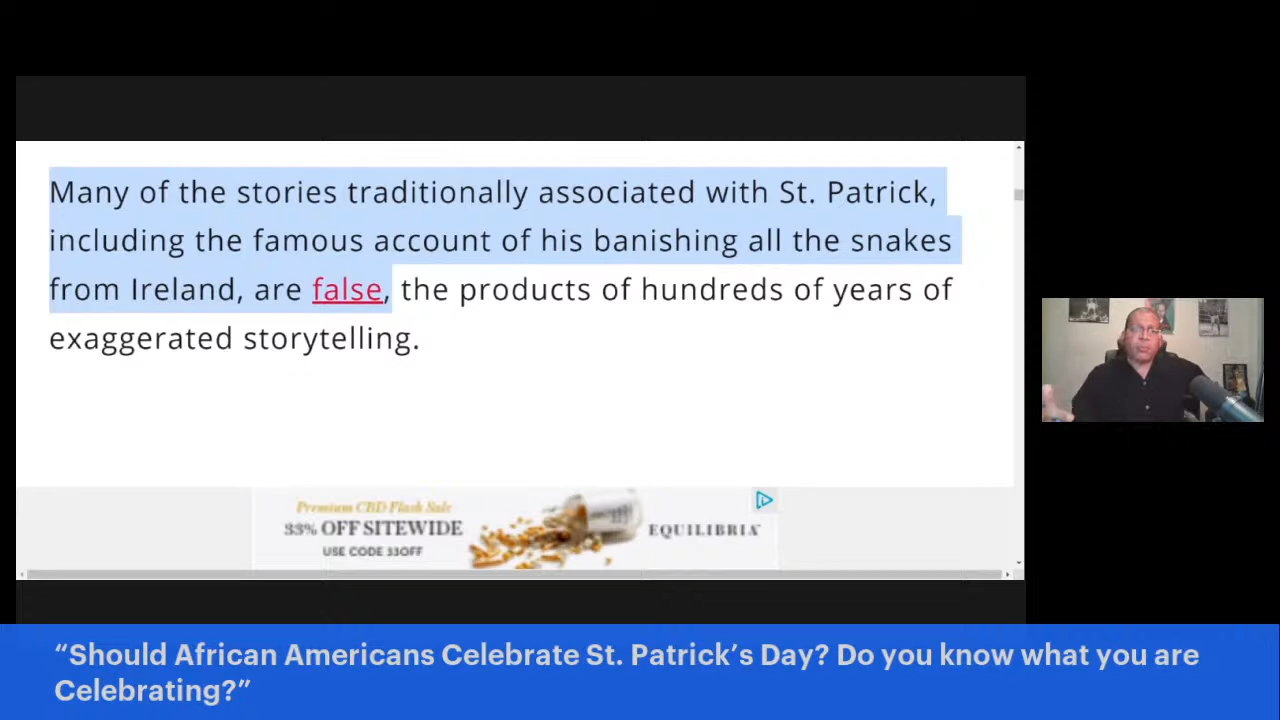 Many of the stories traditionally associated with St. Patrick,
including the famous account of his banishing all the snakes
from Ireland, are false, the products of hundreds of years of
exaggerated storytelling.
Premium CBD Flash Sale
33% OFF SITEWIDE
USE CODE 33OFF
EQUILIBRIA
“Should African Americans Celebrate St. Patrick’s Day? Do you know what you are
Celebrating?”